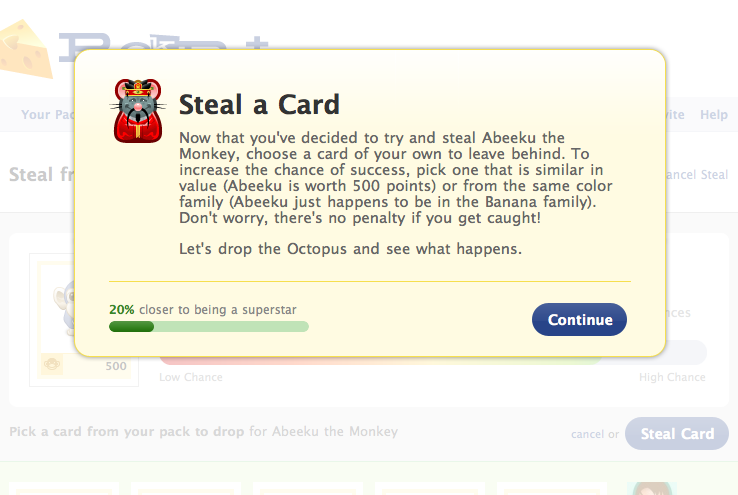 Your Pac
vite Help
Steal fr
ancel Steal
Steal a Card
Now that you've decided to try and steal Abeeku the
Monkey, choose a card of your own to leave behind. To
increase the chance of success, pick one that is similar in
value (Abeeku is worth 500 points) or from the same color
family (Abeeku just happens to be in the Banana family).
Don't worry, there's no penalty if you get caught!
Let's drop the Octopus and see what happens.
20% closer to being a superstar
Continue
nces
500
Low Chance
High Chance
Pick a card from your pack to drop for Abeeku the Monkey
cancel or Steal Card